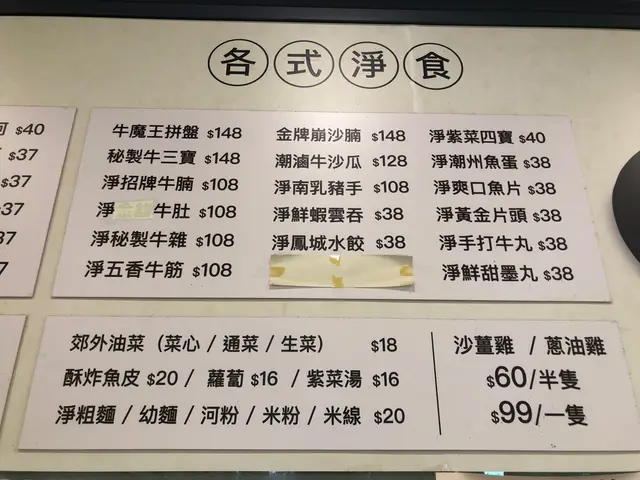 各式淨食
$40
$37
$37
牛魔王拼盤 $148
秘製牛三寶 $148
淨招牌牛腩 $108
淨 牛肚 $108
淨秘製牛雜 $108
淨五香牛筋 $108
金牌崩沙腩 $148
潮滷牛沙瓜 $128
淨南乳豬手 $108
淨鮮蝦雲吞 $38
淨鳳城水餃 $38
淨紫菜四寶 $40
淨潮州魚蛋 $38
淨爽口魚片 $38
淨黃金片頭 $38
淨手打牛丸 $38
淨鮮甜墨丸 $38
郊外油菜（菜心 / 通菜 / 生菜） $18
酥炸魚皮 $20 / 蘿蔔 $16 / 紫菜湯 $16
淨粗麵 / 幼麵 / 河粉 / 米粉 / 米線 $20
沙薑雞 / 蔥油雞
$60/半隻
$99/一隻